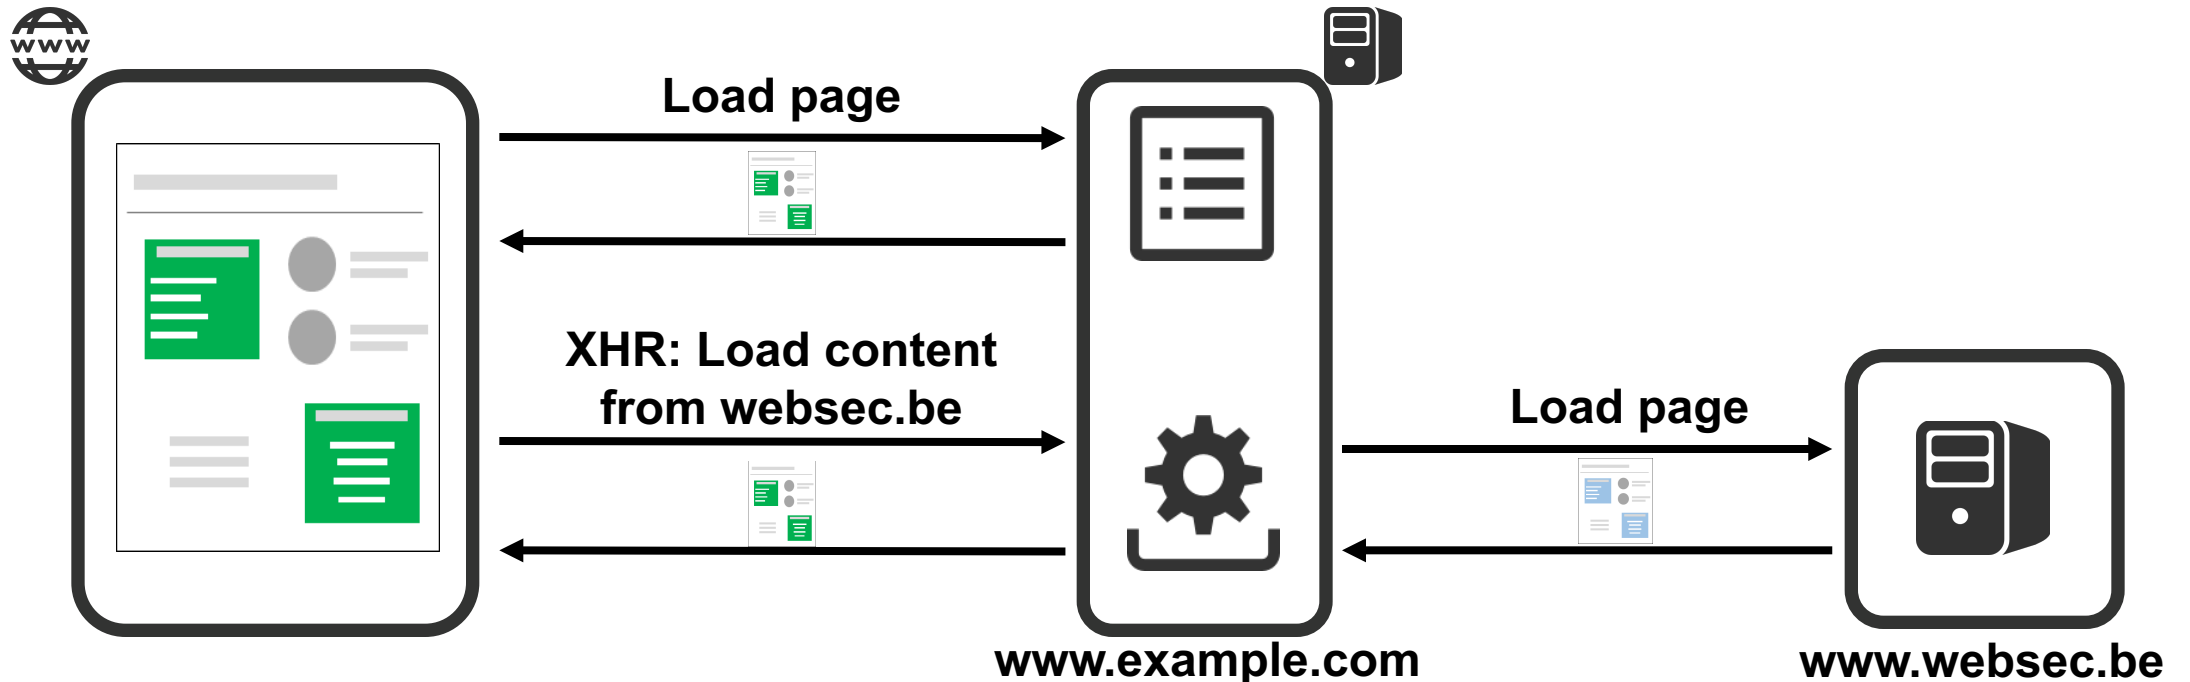 www
Load page
XHR: Load content
from websec.be
Load page
www.example.com
www.websec.be